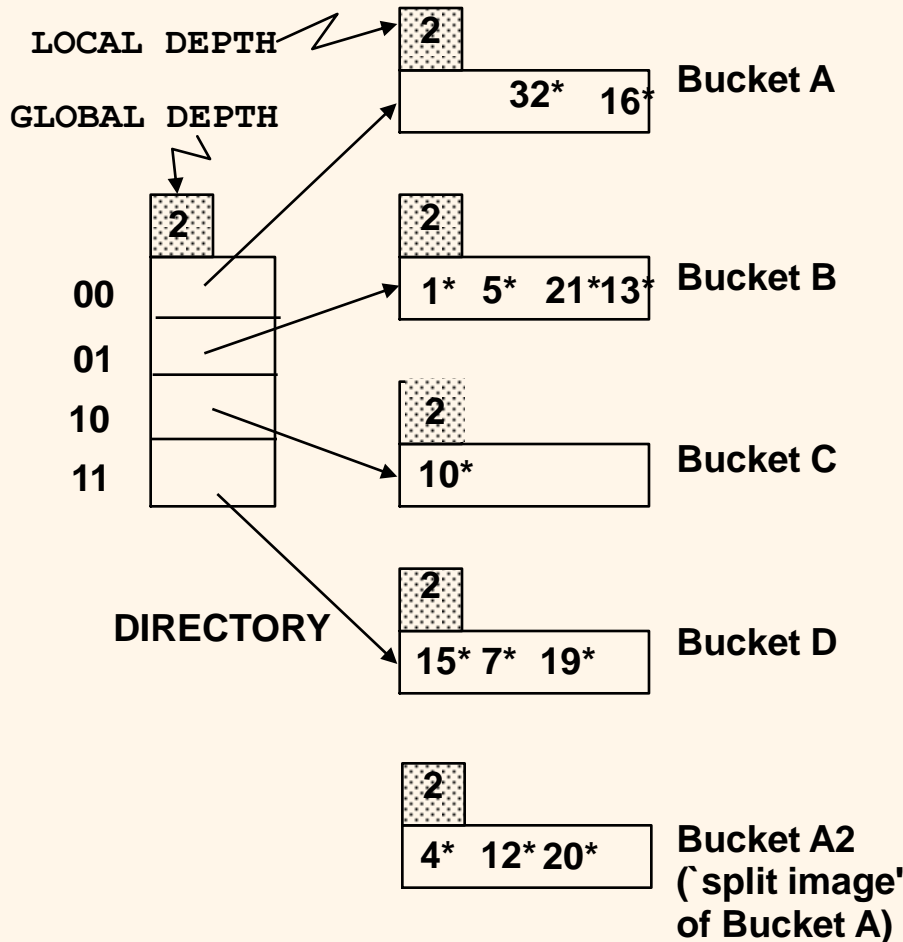 LOCAL DEPTH
2
32* 16*
Bucket A
GLOBAL DEPTH
2
00
01
10
11
DIRECTORY
2
1* 5* 21* 13*
Bucket B
2
10*
Bucket C
2
15* 7* 19*
Bucket D
2
4* 12* 20*
Bucket A2
(`split image'
of Bucket A)